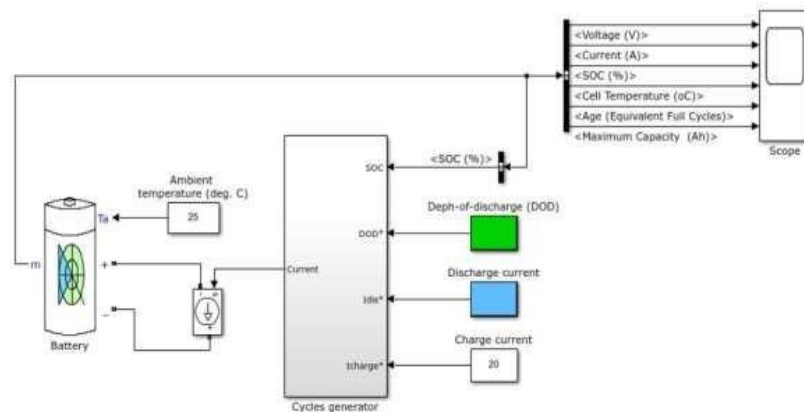 <Voltage (V)>
<Current (A)>
<SOC (%)>
<Cell Temperature (oC)>
<Age (Equivalent Full Cycles)>
<Maximum Capacity (Ah)>
Scope
<SOC (%)>
SOC
Ambient
temperature (deg. C)
25
Ta
Deph-of-discharge (DOD)
DOD*
m
+
Current
Discharge current
Idis*
−
Battery
Charge current
Icharge*
20
Cycles generator